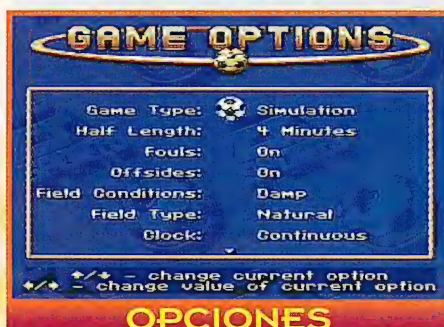 GAME OPTIONS
Game Type: Simulation
Half Length: 4 Minutes
Fouls: On
Offsides: On
Field Conditions: Damp
Field Type: Natural
Clock: Continuous
↑/↓ - change current option
←/→ - change value of current option
OPCIONES